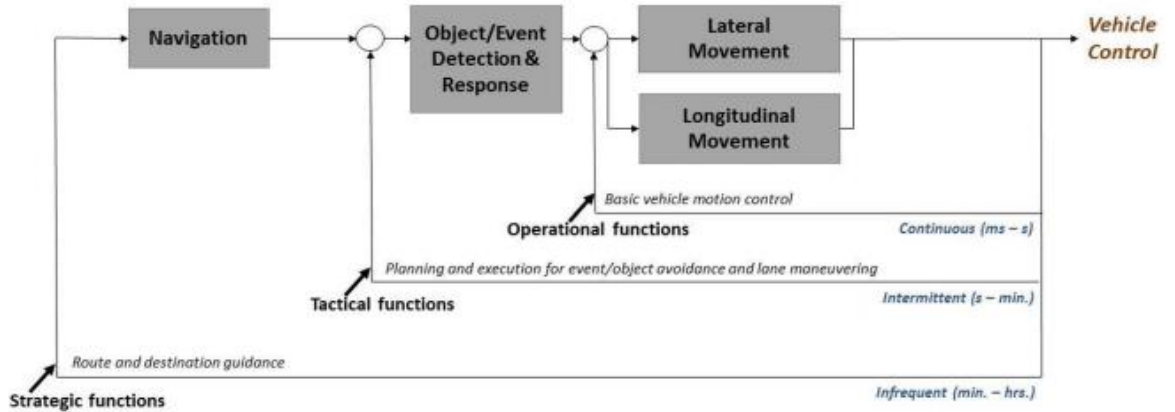 Navigation
Object/Event
Detection &
Response
Lateral
Movement
Vehicle
Control
Longitudinal
Movement
Basic vehicle motion control
Operational functions
Continuous (ms – s)
Planning and execution for event/object avoidance and lane maneuvering
Tactical functions
Intermittent (s – min.)
Route and destination guidance
Strategic functions
Infrequent (min. – hrs.)